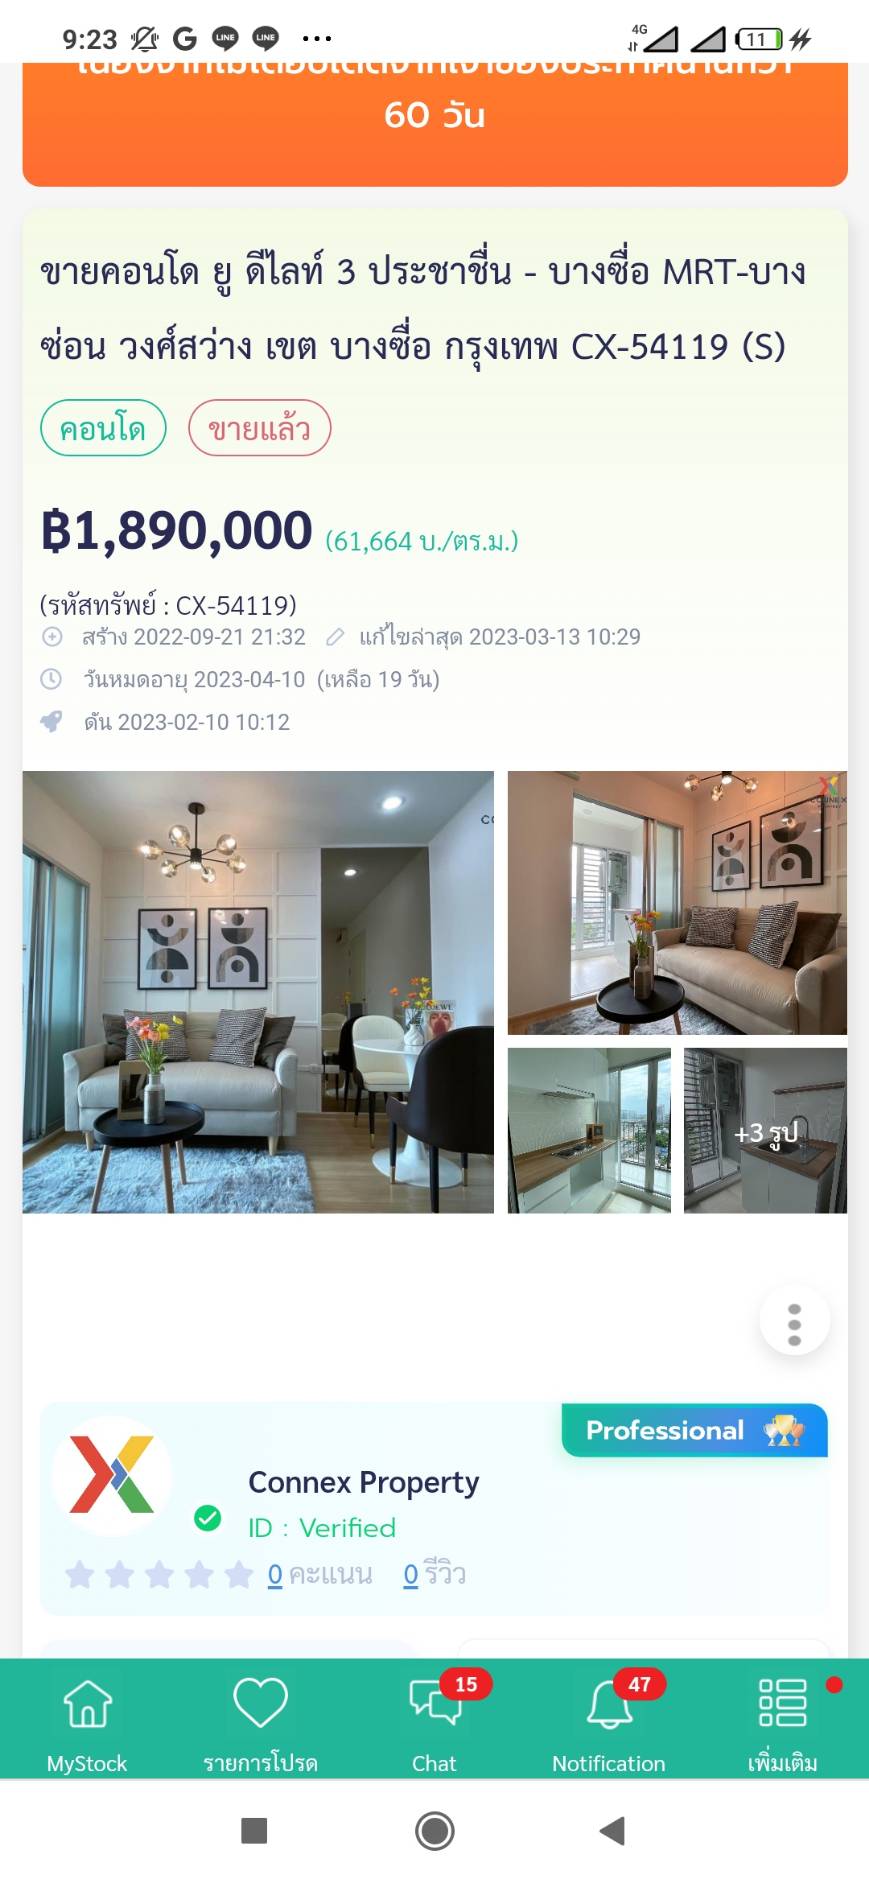 9:23
LINE
LINE
4G
11
60 วัน
ขายคอนโด ยู ดีไลท์ 3 ประชาชื่น - บางซื่อ MRT-บาง
ซ่อน วงศ์สว่าง เขต บางซื่อ กรุงเทพ CX-54119 (S)
คอนโด
ขายแล้ว
฿1,890,000 (61,664 บ./ตร.ม.)
(รหัสทรัพย์ : CX-54119)
สร้าง 2022-09-21 21:32
แก้ไขล่าสุด 2023-03-13 10:29
วันหมดอายุ 2023-04-10 (เหลือ 19 วัน)
ดัน 2023-02-10 10:12
+3 รูป
Professional
Connex Property
ID : Verified
0 คะแนน 0 รีวิว
15
47
MyStock
รายการโปรด
Chat
Notification
เพิ่มเติม